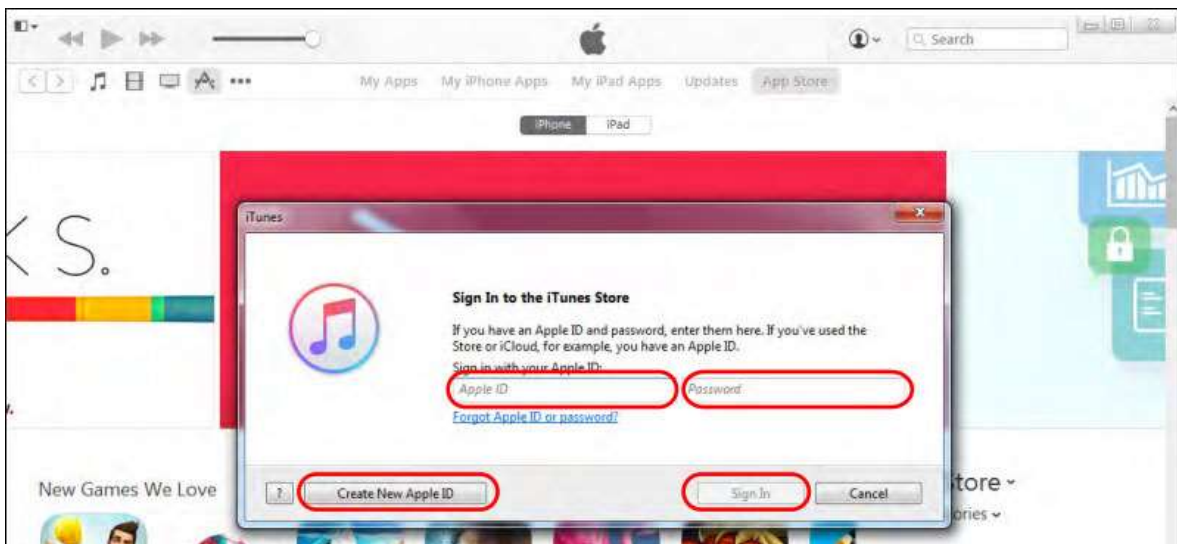 Search
My Apps My iPhone Apps My iPad Apps Updates App Store
iPhone iPad
KS.
iTunes
Sign In to the iTunes Store
If you have an Apple ID and password, enter them here. If you've used the
Store or iCloud, for example, you have an Apple ID.
Sign in with your Apple ID:
Apple ID Password
Forgot Apple ID or password?
? Create New Apple ID Sign In Cancel
New Games We Love